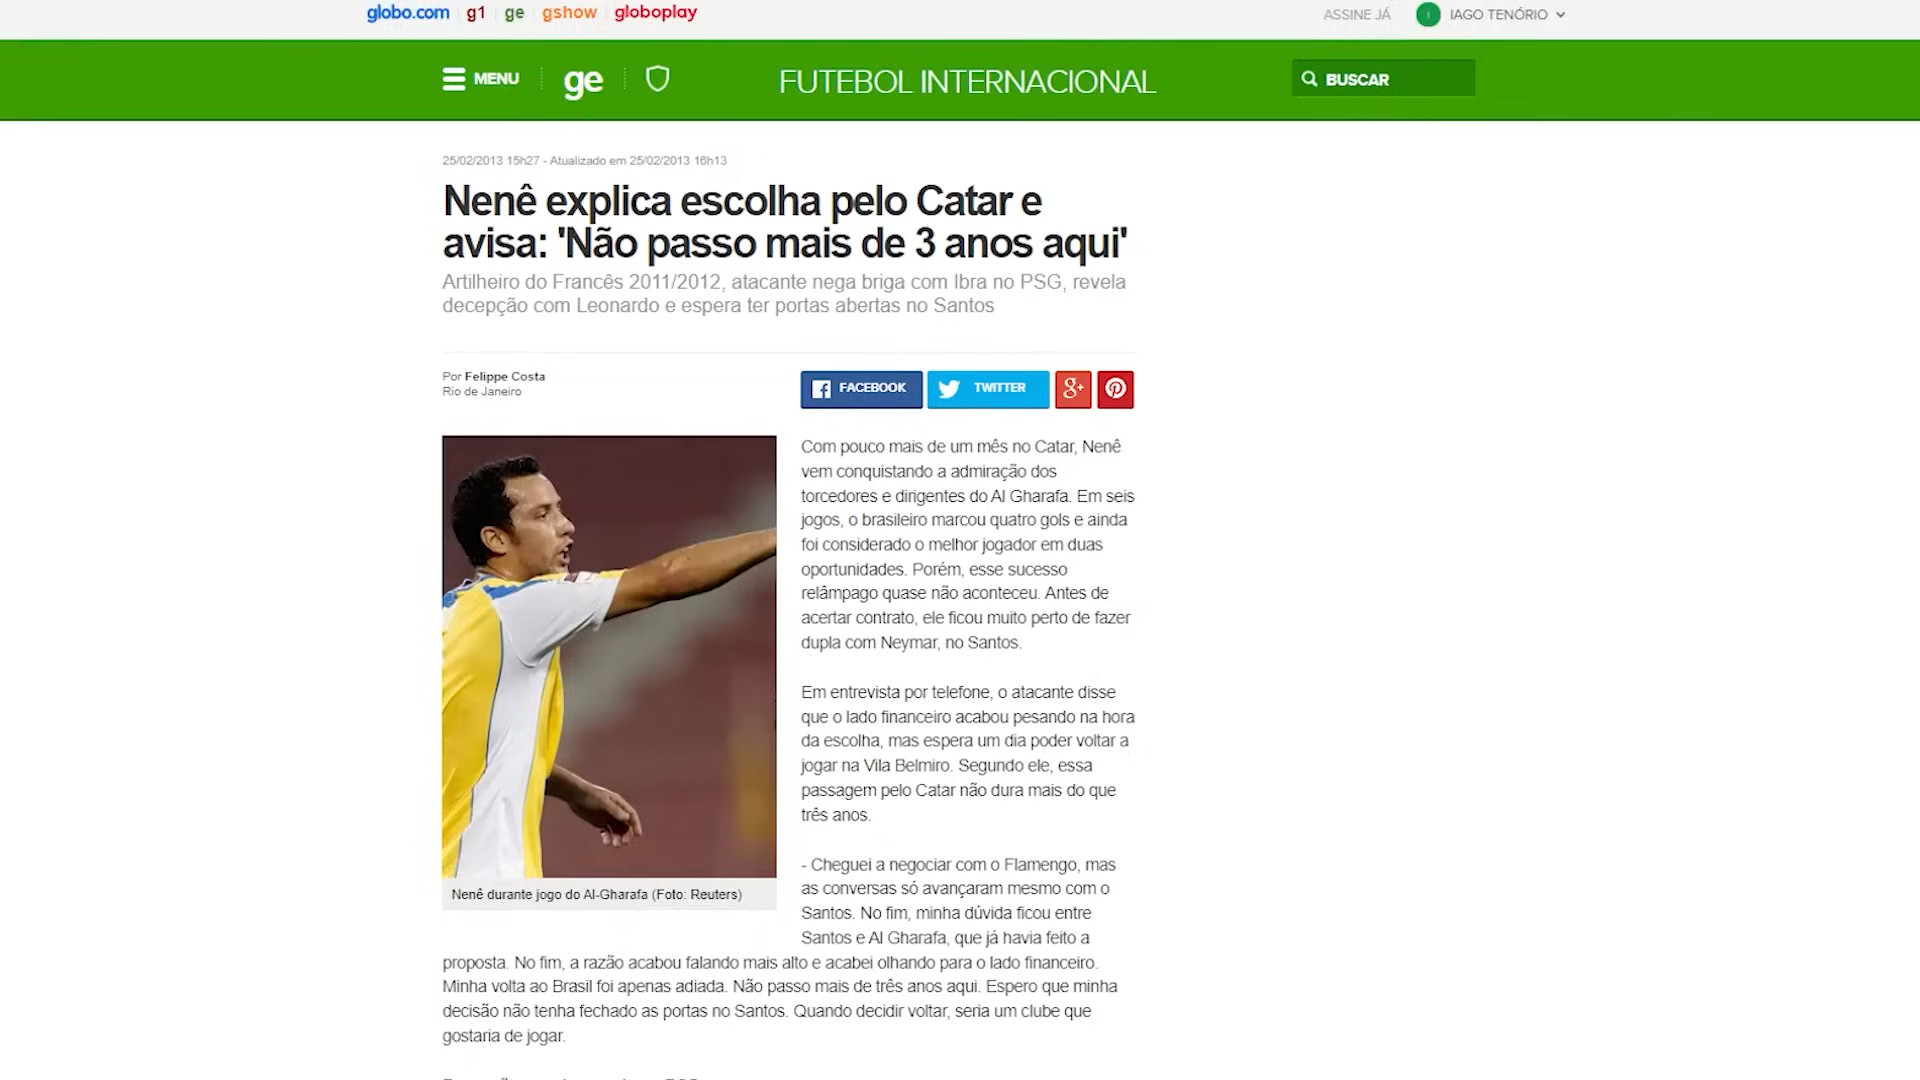 globo.com g1 ge gshow globoplay ASSINE JÁ IAGO TENÓRIO
MENU ge FUTEBOL INTERNACIONAL BUSCAR
25/02/2013 15h27 - Atualizado em 25/02/2013 16h13
Nenê explica escolha pelo Catar e
avisa: 'Não passo mais de 3 anos aqui'
Artilheiro do Francês 2011/2012, atacante nega briga com Ibra no PSG, revela
decepção com Leonardo e espera ter portas abertas no Santos
Por Felippe Costa
Rio de Janeiro
FACEBOOK TWITTER g+
Com pouco mais de um mês no Catar, Nenê
vem conquistando a admiração dos
torcedores e dirigentes do Al Gharafa. Em seis
jogos, o brasileiro marcou quatro gols e ainda
foi considerado o melhor jogador em duas
oportunidades. Porém, esse sucesso
relâmpago quase não aconteceu. Antes de
acertar contrato, ele ficou muito perto de fazer
dupla com Neymar, no Santos.
Em entrevista por telefone, o atacante disse
que o lado financeiro acabou pesando na hora
da escolha, mas espera um dia poder voltar a
jogar na Vila Belmiro. Segundo ele, essa
passagem pelo Catar não dura mais do que
três anos.
- Cheguei a negociar com o Flamengo, mas
as conversas só avançaram mesmo com o
Santos. No fim, minha dúvida ficou entre
Santos e Al Gharafa, que já havia feito a
proposta. No fim, a razão acabou falando mais alto e acabei olhando para o lado financeiro.
Minha volta ao Brasil foi apenas adiada. Não passo mais de três anos aqui. Espero que minha
decisão não tenha fechado as portas no Santos. Quando decidir voltar, seria um clube que
gostaria de jogar.
Nenê durante jogo do Al-Gharafa (Foto: Reuters)